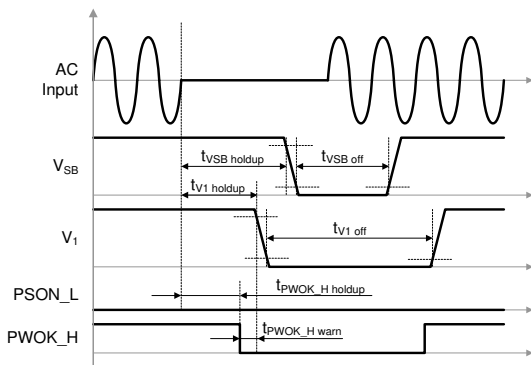 AC
Input
VSB
tVSB holdup
tVSB off
tV1 holdup
V1
tV1 off
PSON_L
tPWOK_H holdup
PWOK_H
tPWOK_H warn